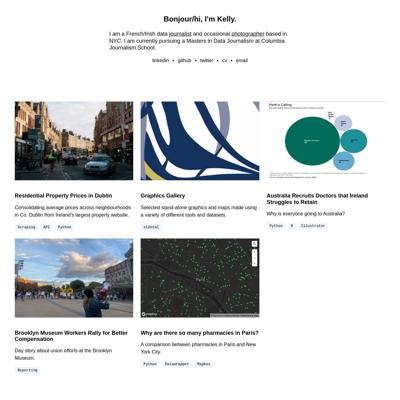 Bonjour/hi, I'm Kelly.
I am a French/Irish data journalist and occasional photographer based in
NYC. I am currently pursuing a Masters in Data Journalism at Columbia
Journalism School.
linkedin • github • twitter • cv • email
Perth's Calling
Residential Property Prices in Dublin
Consolidating average prices across neighbourhoods
in Co. Dublin from Ireland's largest property website.
Scraping API Python
Graphics Gallery
Selected stand-alone graphics and maps made using
a variety of different tools and datasets.
ai2html
Australia Recruits Doctors that Ireland
Struggles to Retain
Why is everyone going to Australia?
Python R Illustrator
Brooklyn Museum Workers Rally for Better
Compensation
Day story about union efforts at the Brooklyn
Museum.
Reporting
Why are there so many pharmacies in Paris?
A comparison between pharmacies in Paris and New
York City.
Python Datawrapper Mapbox